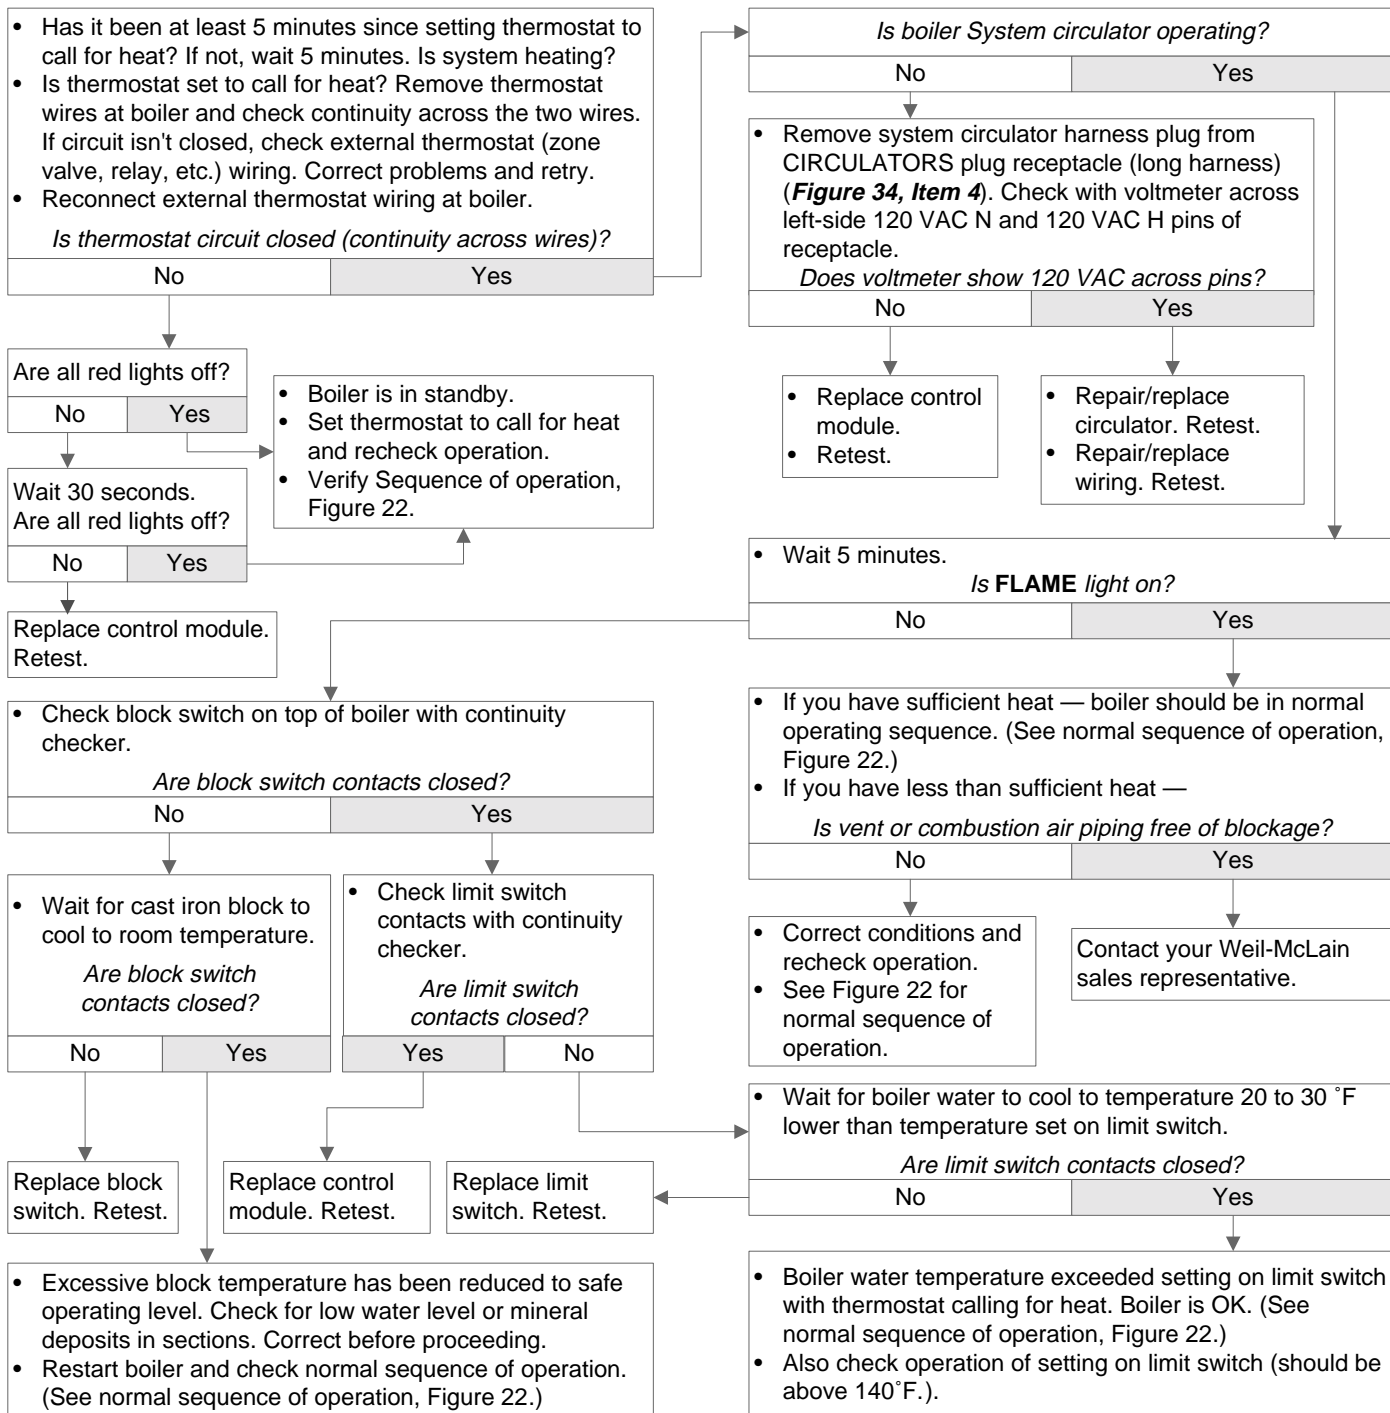 • Has it been at least 5 minutes since setting thermostat to
call for heat? If not, wait 5 minutes. Is system heating?
• Is thermostat set to call for heat? Remove thermostat
wires at boiler and check continuity across the two wires.
If circuit isn't closed, check external thermostat (zone
valve, relay, etc.) wiring. Correct problems and retry.
• Reconnect external thermostat wiring at boiler.
Is thermostat circuit closed (continuity across wires)?
No Yes
Are all red lights off?
No Yes
• Boiler is in standby.
• Set thermostat to call for heat
and recheck operation.
• Verify Sequence of operation,
Figure 22.
Wait 30 seconds.
Are all red lights off?
No Yes
Replace control module.
Retest.
Is boiler System circulator operating?
No Yes
• Remove system circulator harness plug from
CIRCULATORS plug receptacle (long harness)
(Figure 34, Item 4). Check with voltmeter across
left-side 120 VAC N and 120 VAC H pins of
receptacle.
Does voltmeter show 120 VAC across pins?
No Yes
• Replace control
module.
• Retest.
• Repair/replace
circulator. Retest.
• Repair/replace
wiring. Retest.
• Wait 5 minutes.
Is FLAME light on?
No Yes
• Check block switch on top of boiler with continuity
checker.
Are block switch contacts closed?
No Yes
• Wait for cast iron block to
cool to room temperature.
Are block switch
contacts closed?
No Yes
• Check limit switch
contacts with continuity
checker.
Are limit switch
contacts closed?
Yes No
Replace block
switch. Retest.
Replace control
module. Retest.
Replace limit
switch. Retest.
• Excessive block temperature has been reduced to safe
operating level. Check for low water level or mineral
deposits in sections. Correct before proceeding.
• Restart boiler and check normal sequence of operation.
(See normal sequence of operation, Figure 22.)
• If you have sufficient heat — boiler should be in normal
operating sequence. (See normal sequence of operation,
Figure 22.)
• If you have less than sufficient heat —
Is vent or combustion air piping free of blockage?
No Yes
• Correct conditions and
recheck operation.
• See Figure 22 for
normal sequence of
operation.
Contact your Weil-McLain
sales representative.
• Wait for boiler water to cool to temperature 20 to 30 ˚F
lower than temperature set on limit switch.
Are limit switch contacts closed?
No Yes
• Boiler water temperature exceeded setting on limit switch
with thermostat calling for heat. Boiler is OK. (See
normal sequence of operation, Figure 22.)
• Also check operation of setting on limit switch (should be
above 140˚F.).